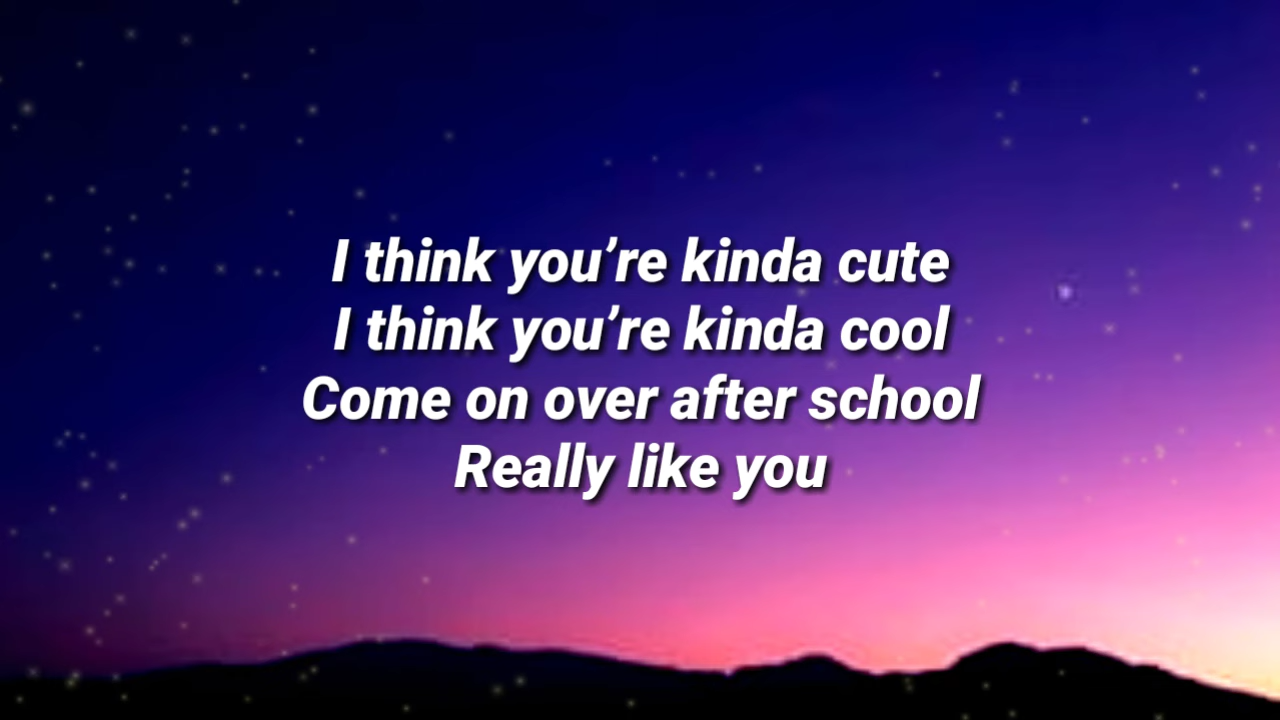 I think you’re kinda cute
I think you’re kinda cool
Come on over after school
Really like you